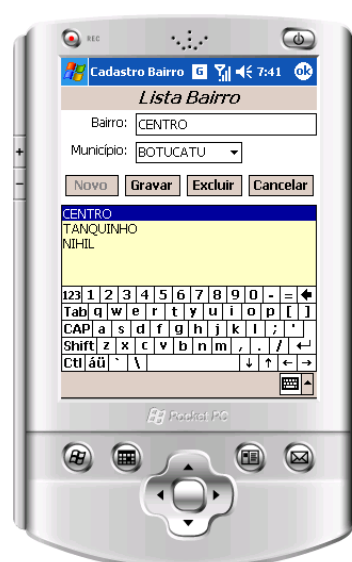 REC
Cadastro Bairro G 7:41 ok
Lista Bairro
Bairro: CENTRO
Município: BOTUCATU
Novo Gravar Excluir Cancelar
CENTRO
TANQUINHO
NIHIL
123 1 2 3 4 5 6 7 8 9 0 - =
Tab q w e r t y u i o p [ ]
CAP a s d f g h j k l ; '
Shift z x c v b n m , . /
Ctl áü ` \
Pocket PC